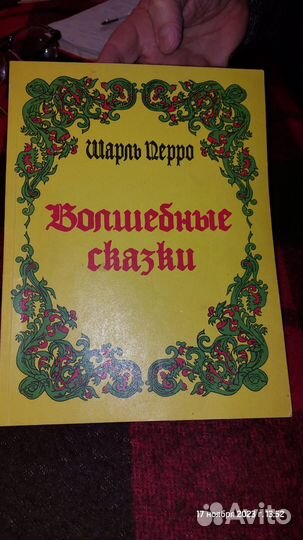 Шарль Перро
Волшебные
сказки
17 ноября 2023 г. 13:52
Avito